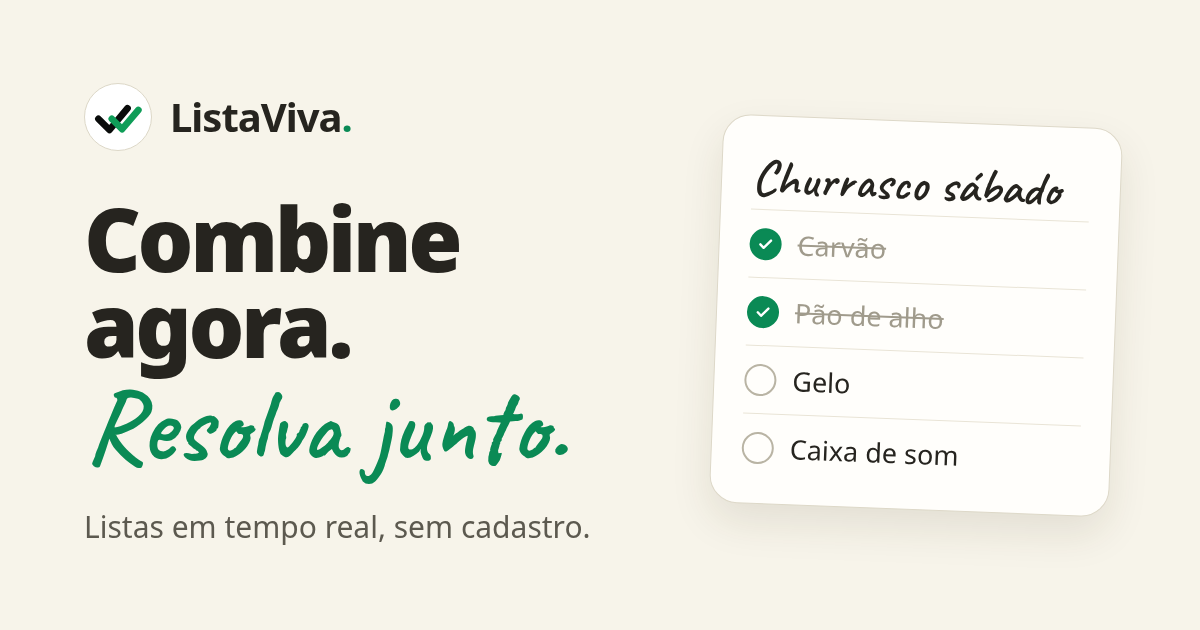 ListaViva.
Combine
agora.
Resolva junto.
Listas em tempo real, sem cadastro.
Churrasco sábado
Carvão
Pão de alho
Gelo
Caixa de som